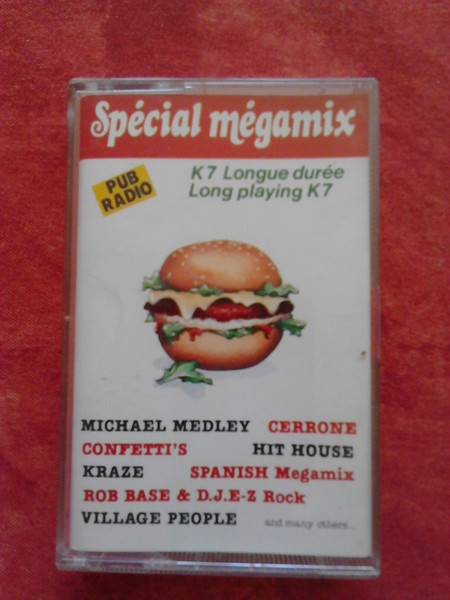 Spécial mégamix
PUB
RADIO
K7 Longue durée
Long playing K7
MICHAEL MEDLEY CERRONE
CONFETTI'S HIT HOUSE
KRAZE SPANISH Megamix
ROB BASE & D.J.E-Z Rock
VILLAGE PEOPLE and many others...